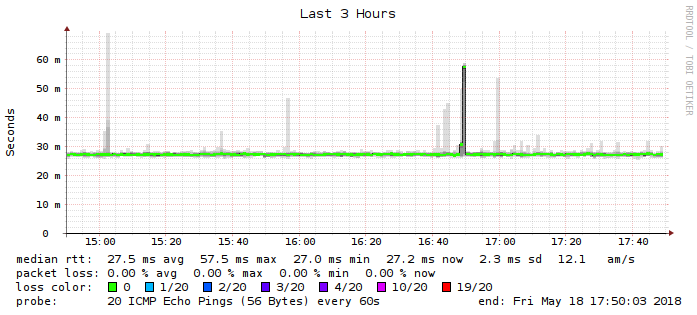 Last 3 Hours
RRDTOOL / TOBI OETIKER
Seconds
60 m
50 m
40 m
30 m
20 m
10 m
0
15:00 15:20 15:40 16:00 16:20 16:40 17:00 17:20 17:40
median rtt: 27.5 ms avg 57.5 ms max 27.0 ms min 27.2 ms now 2.3 ms sd 12.1 am/s
packet loss: 0.00 % avg 0.00 % max 0.00 % min 0.00 % now
loss color: 0 1/20 2/20 3/20 4/20 10/20 19/20
probe: 20 ICMP Echo Pings (56 Bytes) every 60s end: Fri May 18 17:50:03 2018